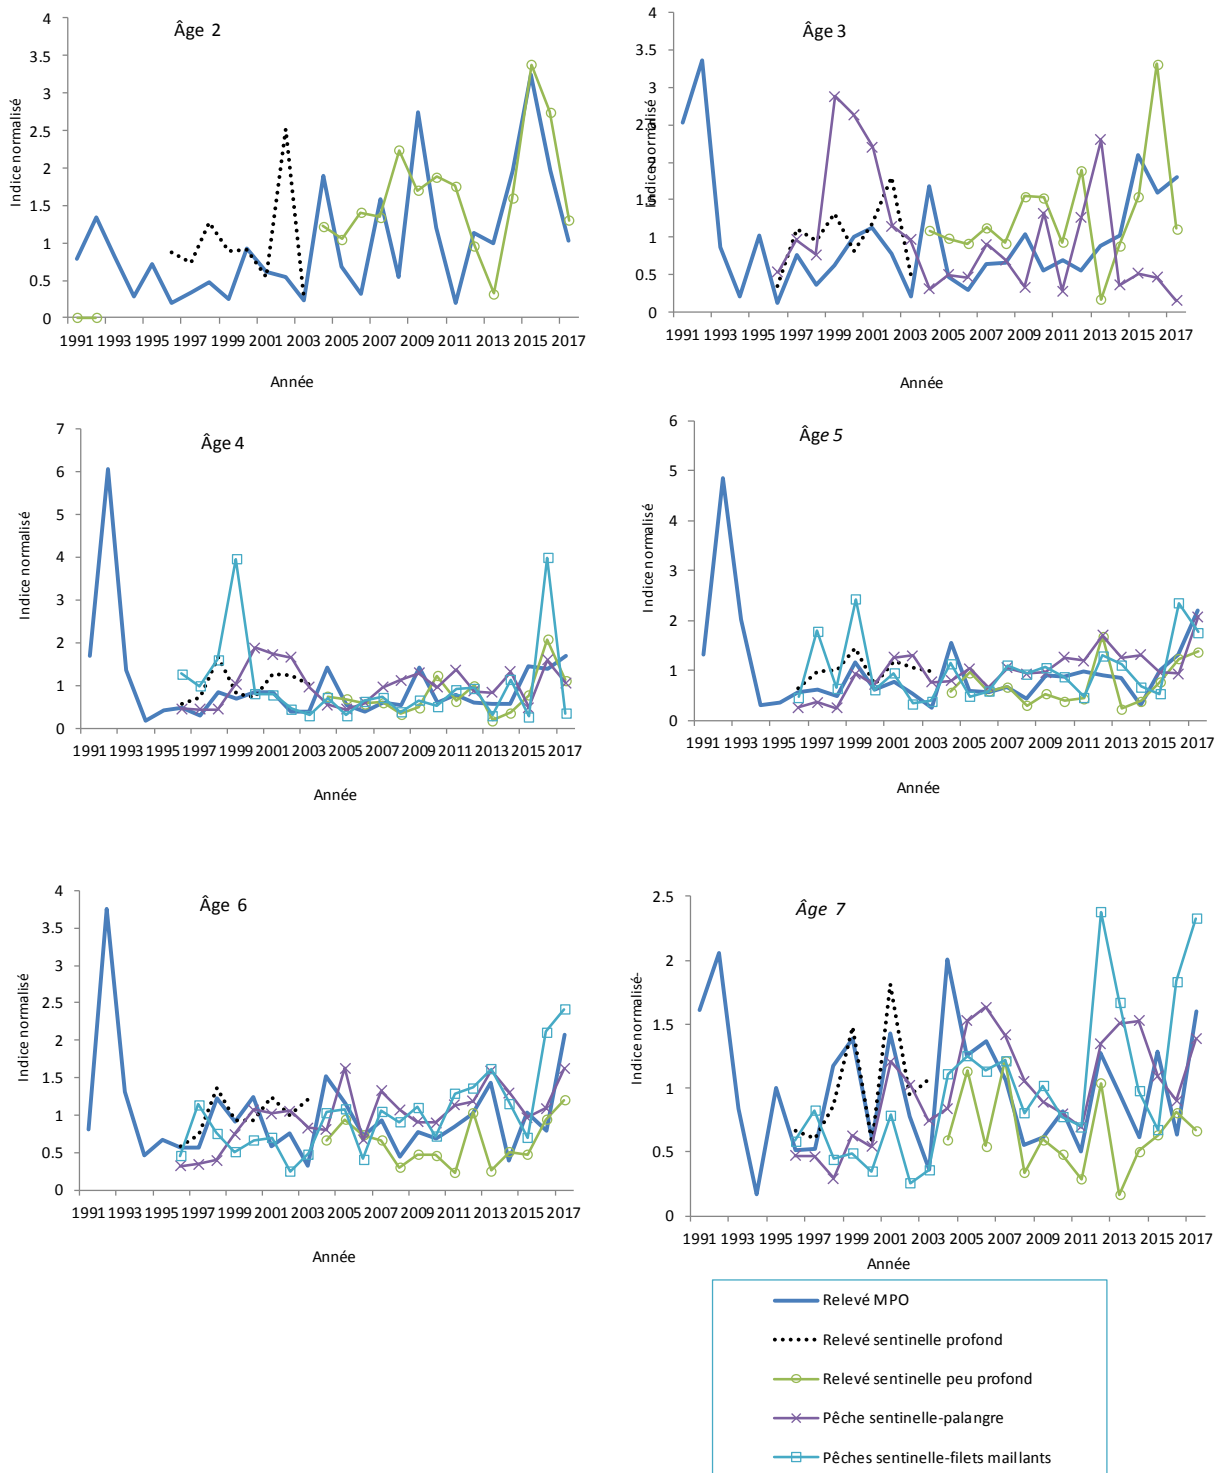 Âge 2
Indice normalisé
4
3.5
3
2.5
2
1.5
1
0.5
0
1991 1993 1995 1997 1999 2001 2003 2005 2007 2009 2011 2013 2015 2017
Année
Âge 3
Indice normalisé
4
3.5
3
2.5
2
1.5
1
0.5
0
1991 1993 1995 1997 1999 2001 2003 2005 2007 2009 2011 2013 2015 2017
Année
Âge 4
Indice normalisé
7
6
5
4
3
2
1
0
1991 1993 1995 1997 1999 2001 2003 2005 2007 2009 2011 2013 2015 2017
Année
Âge 5
Indice normalisé
6
5
4
3
2
1
0
1991 1993 1995 1997 1999 2001 2003 2005 2007 2009 2011 2013 2015 2017
Année
Âge 6
Indice normalisé
4
3.5
3
2.5
2
1.5
1
0.5
0
1991 1993 1995 1997 1999 2001 2003 2005 2007 2009 2011 2013 2015 2017
Année
Âge 7
Indice normalisé-
2.5
2
1.5
1
0.5
0
1991 1993 1995 1997 1999 2001 2003 2005 2007 2009 2011 2013 2015 2017
Année
Relevé MPO
Relevé sentinelle profond
Relevé sentinelle peu profond
Pêche sentinelle-palangre
Pêches sentinelle-filets maillants